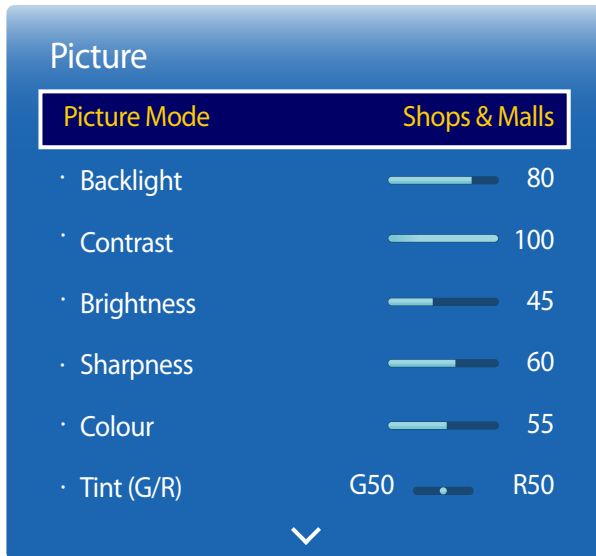 Picture
Picture Mode Shops & Malls
· Backlight 80
· Contrast 100
· Brightness 45
· Sharpness 60
· Colour 55
· Tint (G/R) G50 R50